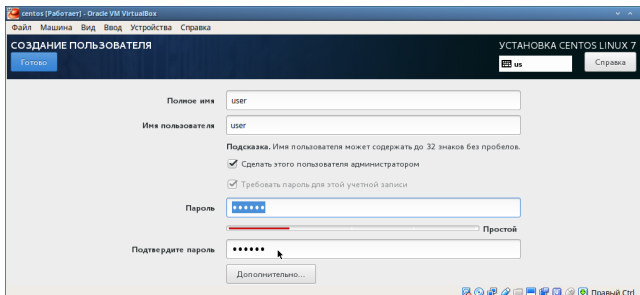 centos [Работает] - Oracle VM VirtualBox
Файл Машина Вид Ввод Устройства Справка
СОЗДАНИЕ ПОЛЬЗОВАТЕЛЯ
УСТАНОВКА CENTOS LINUX 7
Готово
us
Справка
Полное имя
user
Имя пользователя
user
Подсказка. Имя пользователя может содержать до 32 знаков без пробелов.
Сделать этого пользователя администратором
Требовать пароль для этой учетной записи
Пароль
••••••
Простой
Подтвердите пароль
••••••
Дополнительно...
Правый Ctrl